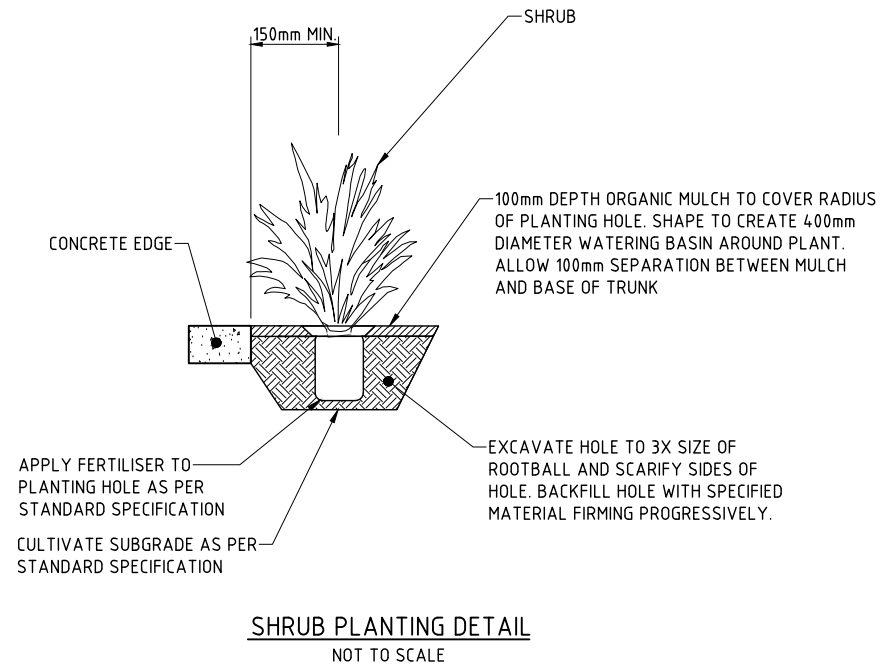 150mm MIN.
SHRUB
100mm DEPTH ORGANIC MULCH TO COVER RADIUS
OF PLANTING HOLE. SHAPE TO CREATE 400mm
DIAMETER WATERING BASIN AROUND PLANT.
ALLOW 100mm SEPARATION BETWEEN MULCH
AND BASE OF TRUNK
CONCRETE EDGE
APPLY FERTILISER TO
PLANTING HOLE AS PER
STANDARD SPECIFICATION
CULTIVATE SUBGRADE AS PER
STANDARD SPECIFICATION
EXCAVATE HOLE TO 3X SIZE OF
ROOTBALL AND SCARIFY SIDES OF
HOLE. BACKFILL HOLE WITH SPECIFIED
MATERIAL FIRMING PROGRESSIVELY.
SHRUB PLANTING DETAIL
NOT TO SCALE